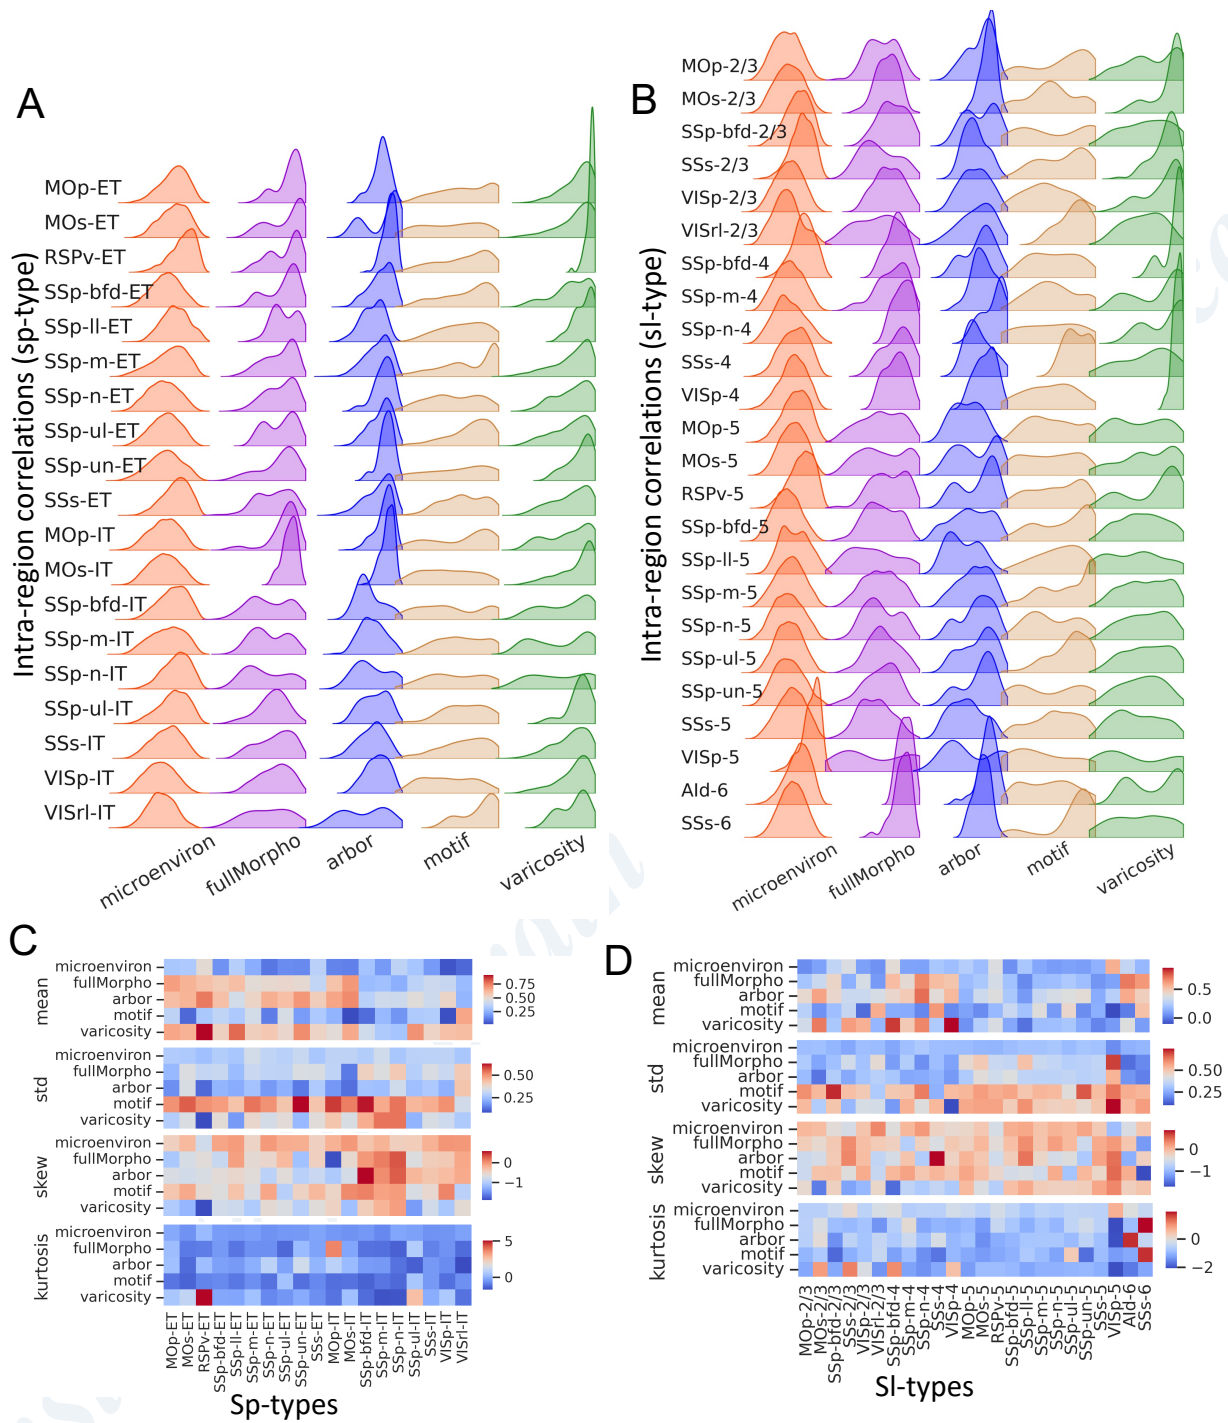 A
Intra-region correlations (sp-type)
MOp-ET
MOs-ET
RSPv-ET
SSp-bfd-ET
SSp-ll-ET
SSp-m-ET
SSp-n-ET
SSp-ul-ET
SSp-un-ET
SSs-ET
MOp-IT
MOs-IT
SSp-bfd-IT
SSp-m-IT
SSp-n-IT
SSp-ul-IT
SSs-IT
VISp-IT
VISrl-IT
microenviron
fullMorpho
arbor
motif
varicosity
B
Intra-region correlations (sl-type)
MOp-2/3
MOs-2/3
SSp-bfd-2/3
SSs-2/3
VISp-2/3
VISrl-2/3
SSp-bfd-4
SSp-m-4
SSp-n-4
SSs-4
VISp-4
MOp-5
MOs-5
RSPv-5
SSp-bfd-5
SSp-ll-5
SSp-m-5
SSp-n-5
SSp-ul-5
SSp-un-5
SSs-5
VISp-5
AId-6
SSs-6
microenviron
fullMorpho
arbor
motif
varicosity
C
mean
microenviron
fullMorpho
arbor
motif
varicosity
0.75
0.25
std
microenviron
fullMorpho
arbor
motif
varicosity
0.50
0.25
skew
microenviron
fullMorpho
arbor
motif
varicosity
0
−1
kurtosis
microenviron
fullMorpho
arbor
motif
varicosity
5
0
MOp-ET
MOs-ET
RSPv-ET
SSp-bfd-ET
SSp-ll-ET
SSp-m-ET
SSp-n-ET
SSp-ul-ET
SSp-un-ET
SSs-ET
MOp-IT
MOs-IT
SSp-bfd-IT
SSp-m-IT
SSp-n-IT
SSp-ul-IT
SSs-IT
VISp-IT
VISrl-IT
Sp-types
D
mean
microenviron
fullMorpho
arbor
motif
varicosity
0.5
0.0
std
microenviron
fullMorpho
arbor
motif
varicosity
0.50
0.25
skew
microenviron
fullMorpho
arbor
motif
varicosity
0
−1
kurtosis
microenviron
fullMorpho
arbor
motif
varicosity
0
−2
MOp-2/3
MOs-2/3
SSp-bfd-2/3
SSs-2/3
VISp-2/3
VISrl-2/3
SSp-bfd-4
SSp-m-4
SSp-n-4
SSs-4
VISp-4
MOp-5
MOs-5
RSPv-5
SSp-bfd-5
SSp-ll-5
SSp-m-5
SSp-n-5
SSp-ul-5
SSp-un-5
SSs-5
VISp-5
AId-6
SSs-6
Sl-types